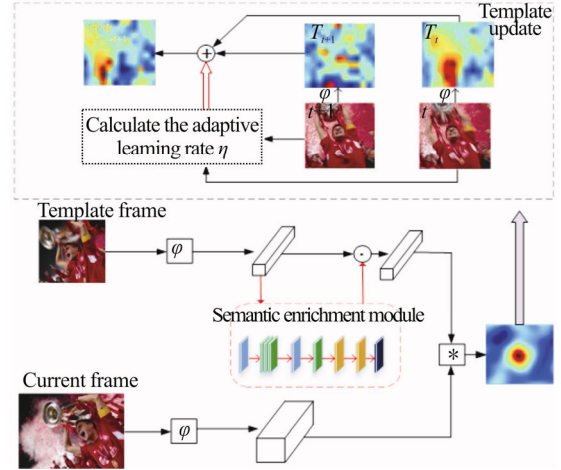 Template
update
T_{t+1}
T_t
+
φ
φ
t+1
t
Calculate the adaptive
learning rate η
Template frame
φ
Semantic enrichment module
*
Current frame
φ